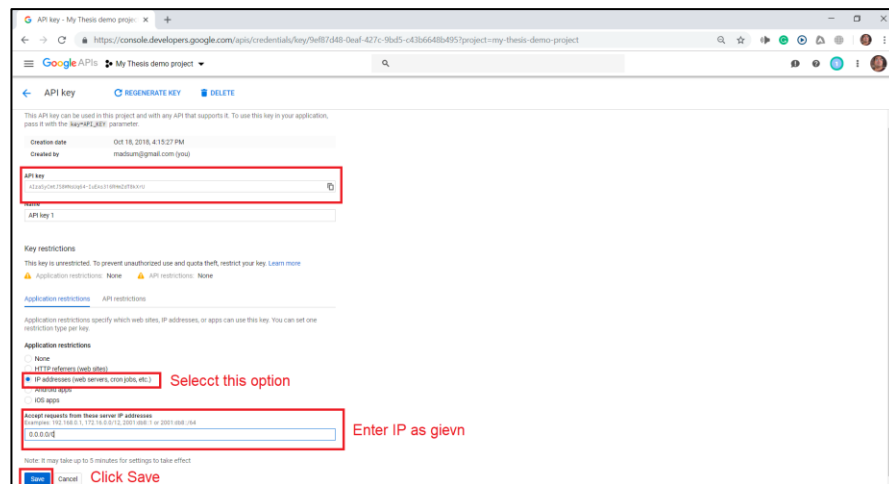 API key - My Thesis demo projec
https://console.developers.google.com/apis/credentials/key/9ef87d48-0eaf-427c-9bd5-c43b6648b495?project=my-thesis-demo-project
Google APIs My Thesis demo project
API key REGENERATE KEY DELETE
This API key can be used in this project and with any API that supports it. To use this key in your application,
pass it with the key=API_KEY parameter.
Creation date Oct 18, 2018, 4:15:27 PM
Created by madsum@gmail.com (you)
API key
Name
API key 1
Key restrictions
This key is unrestricted. To prevent unauthorized use and quota theft, restrict your key. Learn more
Application restrictions: None API restrictions: None
Application restrictions API restrictions
Application restrictions specify which web sites, IP addresses, or apps can use this key. You can set one
restriction type per key.
Application restrictions
None
HTTP referrers (web sites)
IP addresses (web servers, cron jobs, etc.) Selecct this option
Android apps
IOS apps
Accept requests from these server IP addresses
Examples: 192.168.0.1, 172.16.0.0/12, 2001:db8::1 or 2001:db8::/64
0.0.0.0/0 Enter IP as gievn
Note: It may take up to 5 minutes for settings to take effect
Save Cancel Click Save